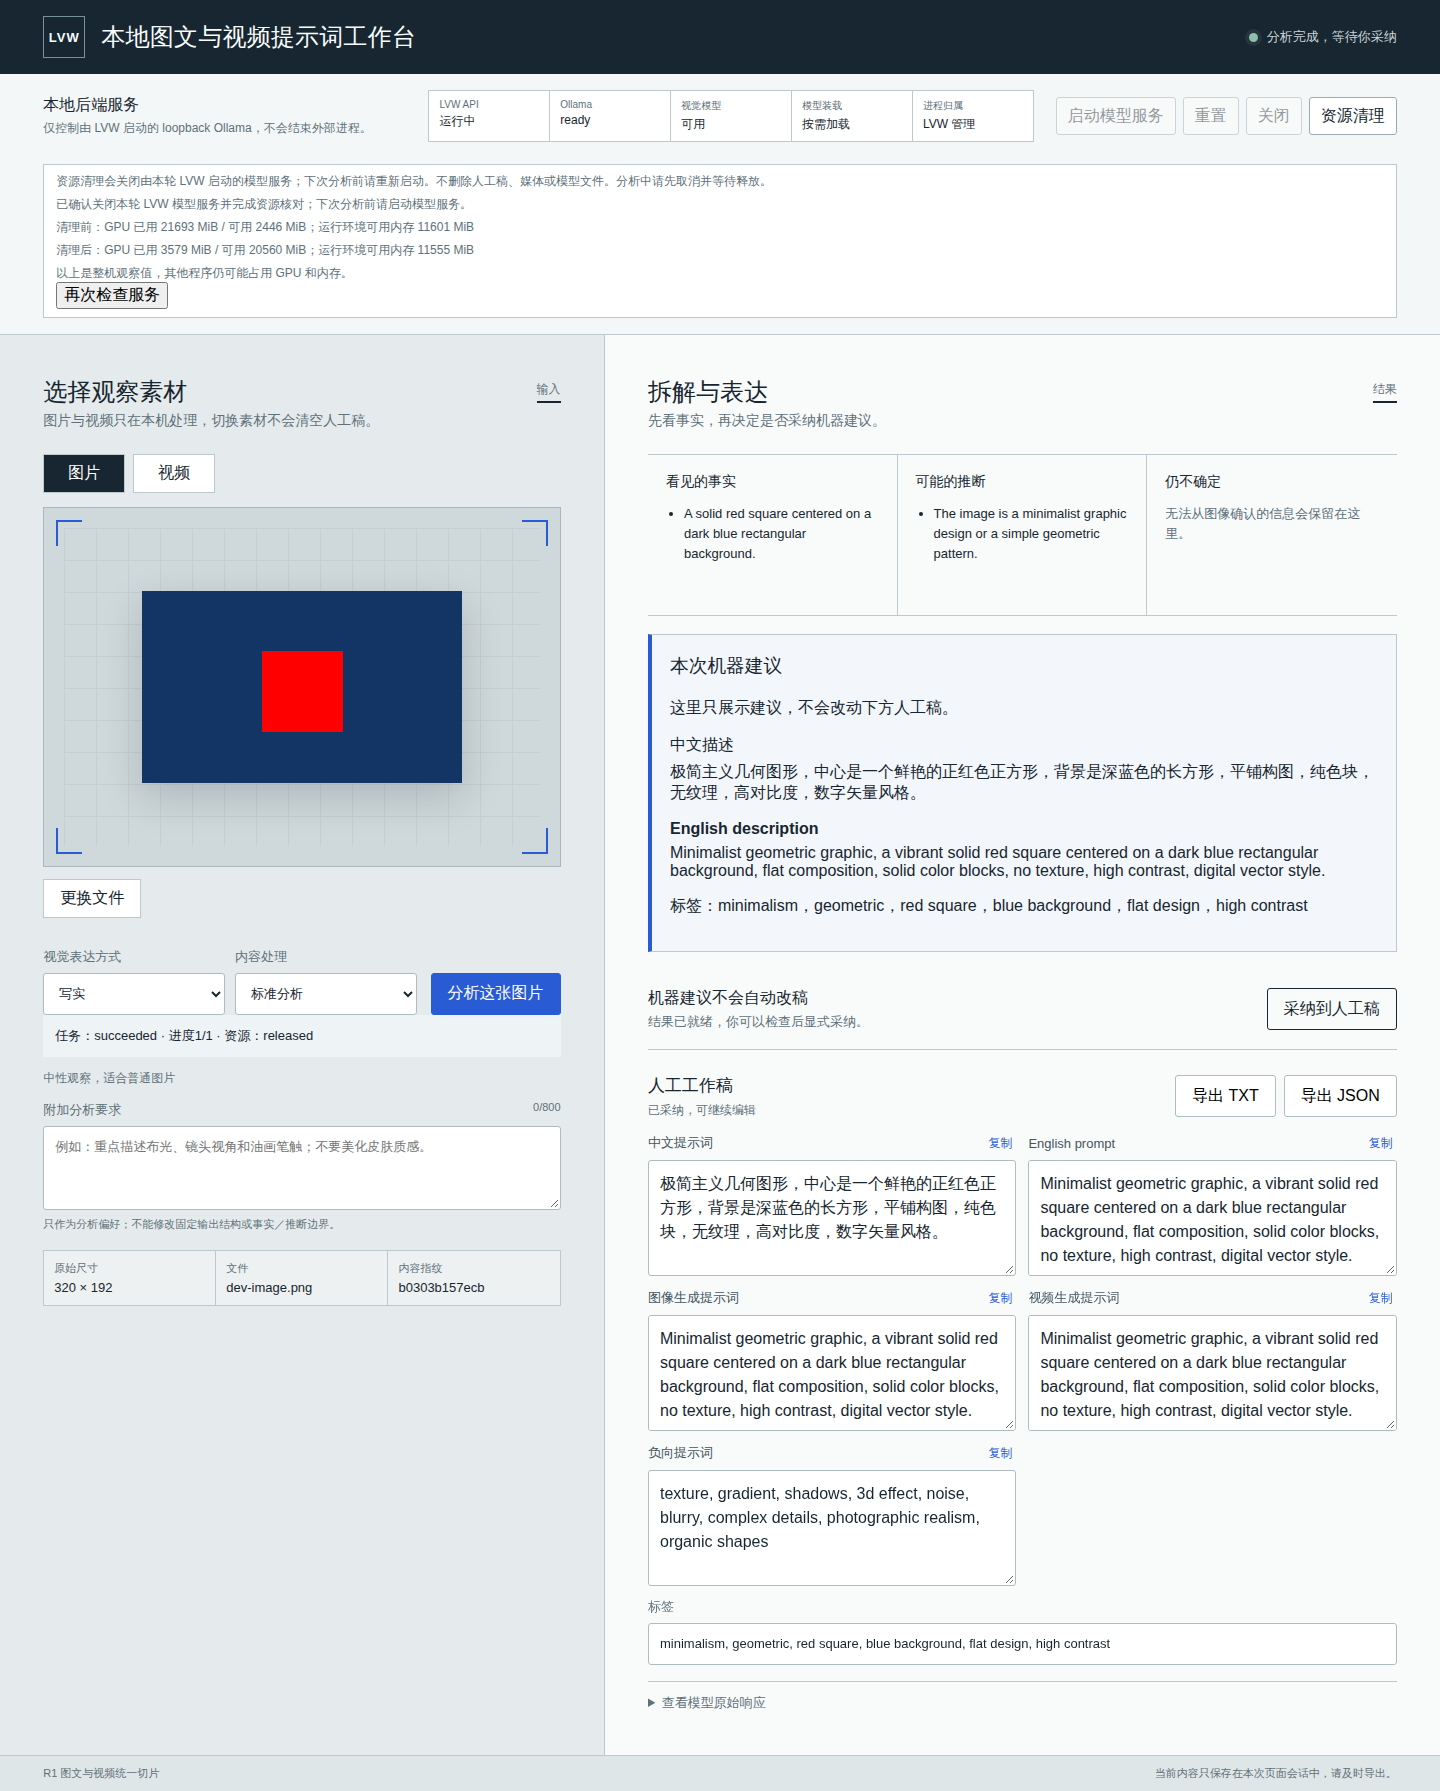 LVW
本地图文与视频提示词工作台
分析完成，等待你采纳
本地后端服务
仅控制由 LVW 启动的 loopback Ollama，不会结束外部进程。
LVW API
运行中
Ollama
ready
视觉模型
可用
模型装载
按需加载
进程归属
LVW 管理
启动模型服务
重置
关闭
资源清理
资源清理会关闭由本轮 LVW 启动的模型服务；下次分析前请重新启动。不删除人工稿、媒体或模型文件。分析中请先取消并等待释放。
已确认关闭本轮 LVW 模型服务并完成资源核对；下次分析前请启动模型服务。
清理前：GPU 已用 21693 MiB / 可用 2446 MiB；运行环境可用内存 11601 MiB
清理后：GPU 已用 3579 MiB / 可用 20560 MiB；运行环境可用内存 11555 MiB
以上是整机观察值，其他程序仍可能占用 GPU 和内存。
再次检查服务
选择观察素材
输入
图片与视频只在本机处理，切换素材不会清空人工稿。
图片
视频
更换文件
视觉表达方式
内容处理
写实
标准分析
分析这张图片
任务：succeeded · 进度1/1 · 资源：released
中性观察，适合普通图片
附加分析要求
0/800
例如：重点描述布光、镜头视角和油画笔触；不要美化皮肤质感。
只作为分析偏好；不能修改固定输出结构或事实／推断边界。
原始尺寸
320 × 192
文件
dev-image.png
内容指纹
b0303b157ecb
拆解与表达
结果
先看事实，再决定是否采纳机器建议。
看见的事实
A solid red square centered on a
dark blue rectangular
background.
可能的推断
The image is a minimalist graphic
design or a simple geometric
pattern.
仍不确定
无法从图像确认的信息会保留在这
里。
本次机器建议
这里只展示建议，不会改动下方人工稿。
中文描述
极简主义几何图形，中心是一个鲜艳的正红色正方形，背景是深蓝色的长方形，平铺构图，纯色块，
无纹理，高对比度，数字矢量风格。
English description
Minimalist geometric graphic, a vibrant solid red square centered on a dark blue rectangular
background, flat composition, solid color blocks, no texture, high contrast, digital vector style.
标签：minimalism，geometric，red square，blue background，flat design，high contrast
机器建议不会自动改稿
结果已就绪，你可以检查后显式采纳。
采纳到人工稿
人工工作稿
已采纳，可继续编辑
导出 TXT
导出 JSON
中文提示词
复制
极简主义几何图形，中心是一个鲜艳的正红色正
方形，背景是深蓝色的长方形，平铺构图，纯色
块，无纹理，高对比度，数字矢量风格。
English prompt
复制
Minimalist geometric graphic, a vibrant solid red
square centered on a dark blue rectangular
background, flat composition, solid color blocks,
no texture, high contrast, digital vector style.
图像生成提示词
复制
Minimalist geometric graphic, a vibrant solid red
square centered on a dark blue rectangular
background, flat composition, solid color blocks,
no texture, high contrast, digital vector style.
视频生成提示词
复制
Minimalist geometric graphic, a vibrant solid red
square centered on a dark blue rectangular
background, flat composition, solid color blocks,
no texture, high contrast, digital vector style.
负向提示词
复制
texture, gradient, shadows, 3d effect, noise,
blurry, complex details, photographic realism,
organic shapes
标签
minimalism, geometric, red square, blue background, flat design, high contrast
查看模型原始响应
R1 图文与视频统一切片
当前内容只保存在本次页面会话中，请及时导出。